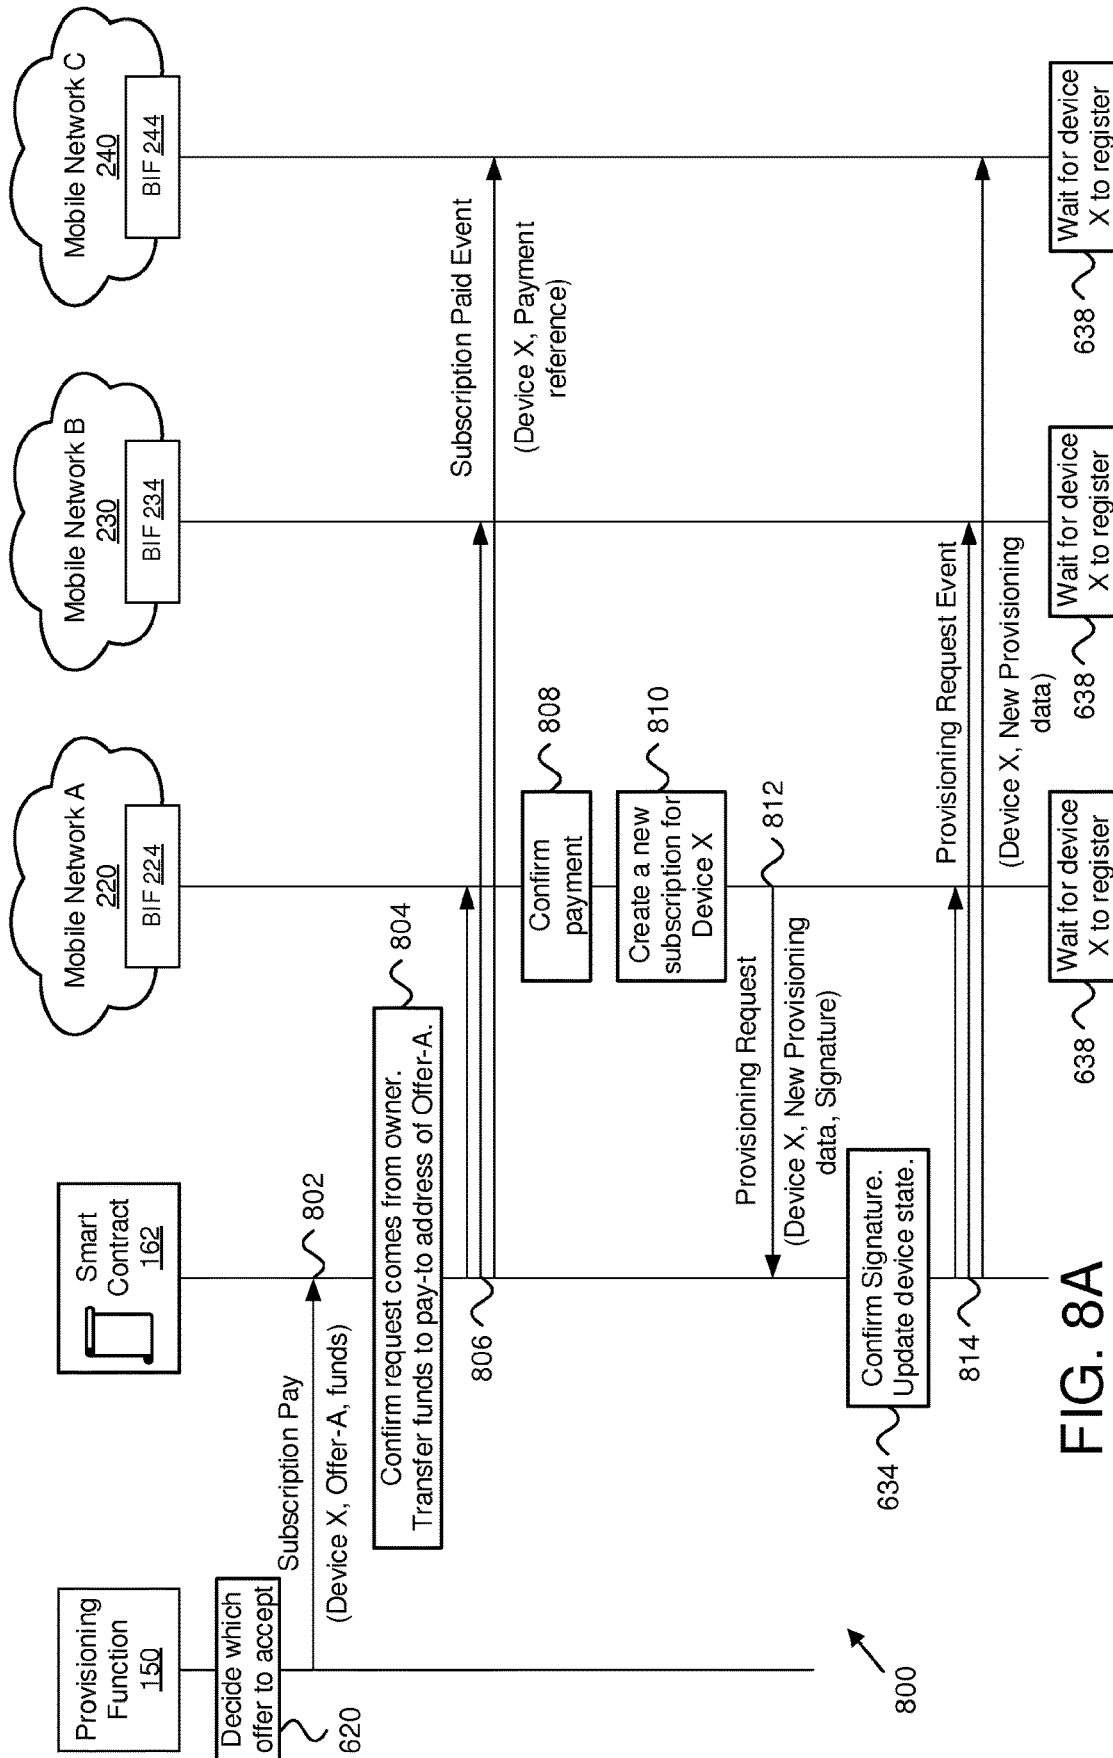 Provisioning
Function
150
Smart
Contract
162
Mobile Network A
220
BIF 224
Mobile Network B
230
BIF 234
Mobile Network C
240
BIF 244
Decide which
offer to accept
620
Subscription Pay
(Device X, Offer-A, funds)
802
Confirm request comes from owner.
Transfer funds to pay-to address of Offer-A.
804
806
Subscription Paid Event
(Device X, Payment
reference)
Confirm
payment
808
Create a new
subscription for
Device X
810
812
Provisioning Request
(Device X, New Provisioning
data, Signature)
Confirm Signature.
Update device state.
634
814
Provisioning Request Event
(Device X, New Provisioning
data)
Wait for device
X to register
638
Wait for device
X to register
638
Wait for device
X to register
638
800
FIG. 8A